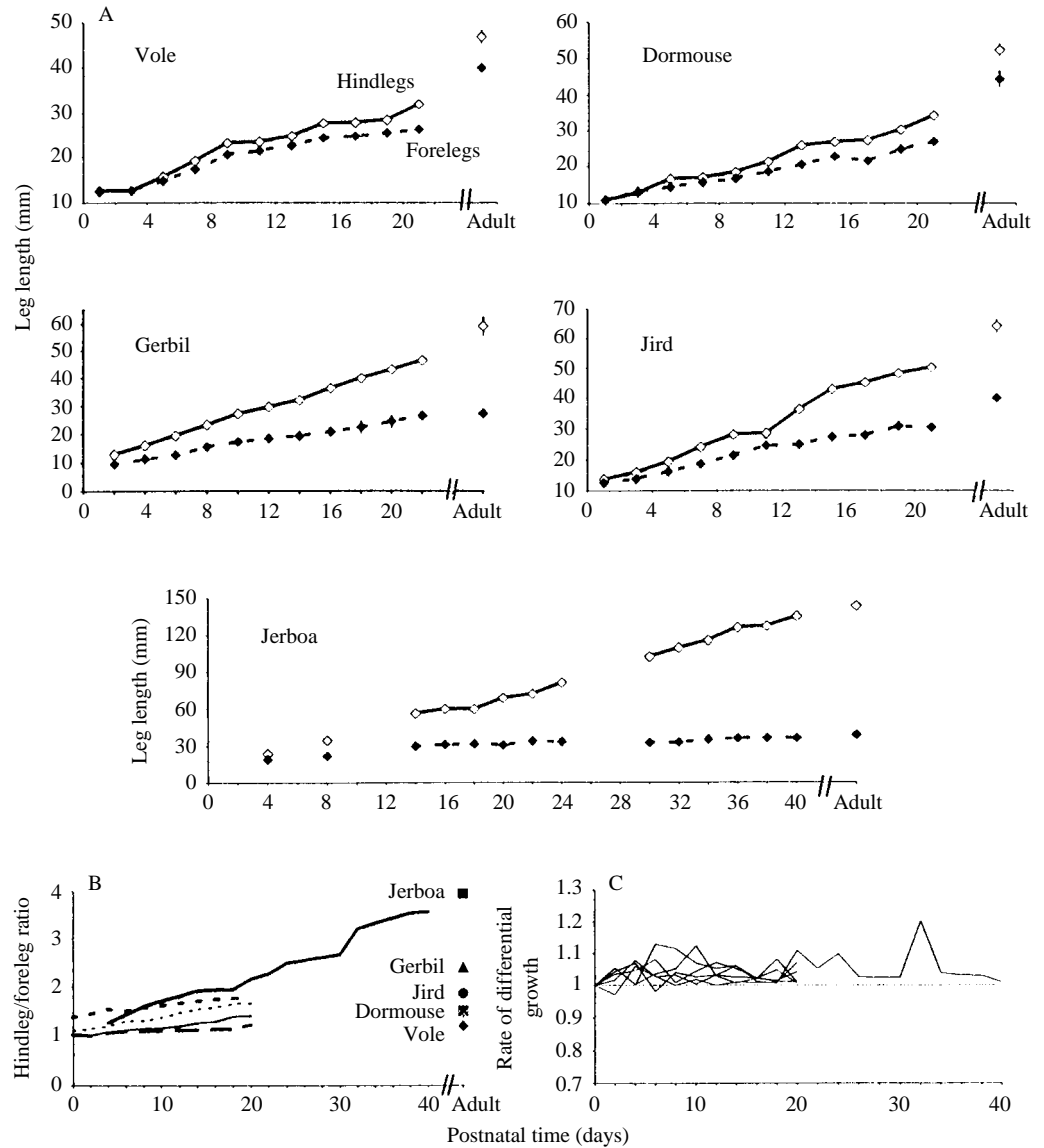 A
Vole
Hindlegs
Forelegs
50
40
30
20
10
0 4 8 12 16 20 Adult
Dormouse
60
50
40
30
20
10
0 4 8 12 16 20 Adult
Leg length (mm)
Gerbil
60
50
40
30
20
10
0
0 4 8 12 16 20 Adult
Jird
70
60
50
40
30
20
10
0 4 8 12 16 20 Adult
Jerboa
Leg length (mm)
150
120
90
60
30
0
0 4 8 12 16 20 24 28 32 36 40 Adult
B
Hindleg/foreleg ratio
4
3
2
1
0
Jerboa
Gerbil
Jird
Dormouse
Vole
0 10 20 30 40 Adult
C
Rate of differential
growth
1.3
1.2
1.1
1
0.9
0.8
0.7
0 10 20 30 40
Postnatal time (days)